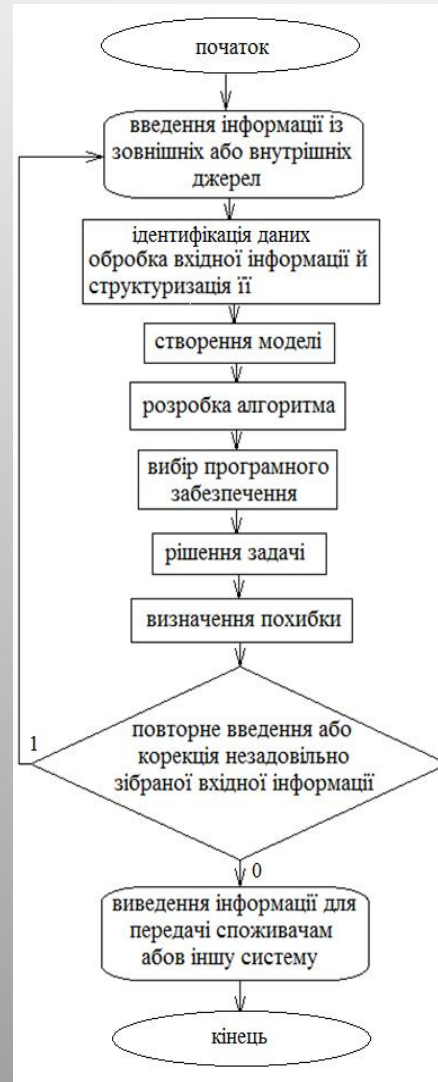 початок
введення інформації із
зовнішніх або внутрішніх
джерел
ідентифікація даних
обробка вхідної інформації й
структуризація її
створення моделі
розробка алгоритма
вибір програмного
забезпечення
рішення задачі
визначення похибки
1
повторне введення або
корекція незадовільно
зібраної вхідної інформації
0
виведення інформації для
передачі споживачам
абов іншу систему
кінець